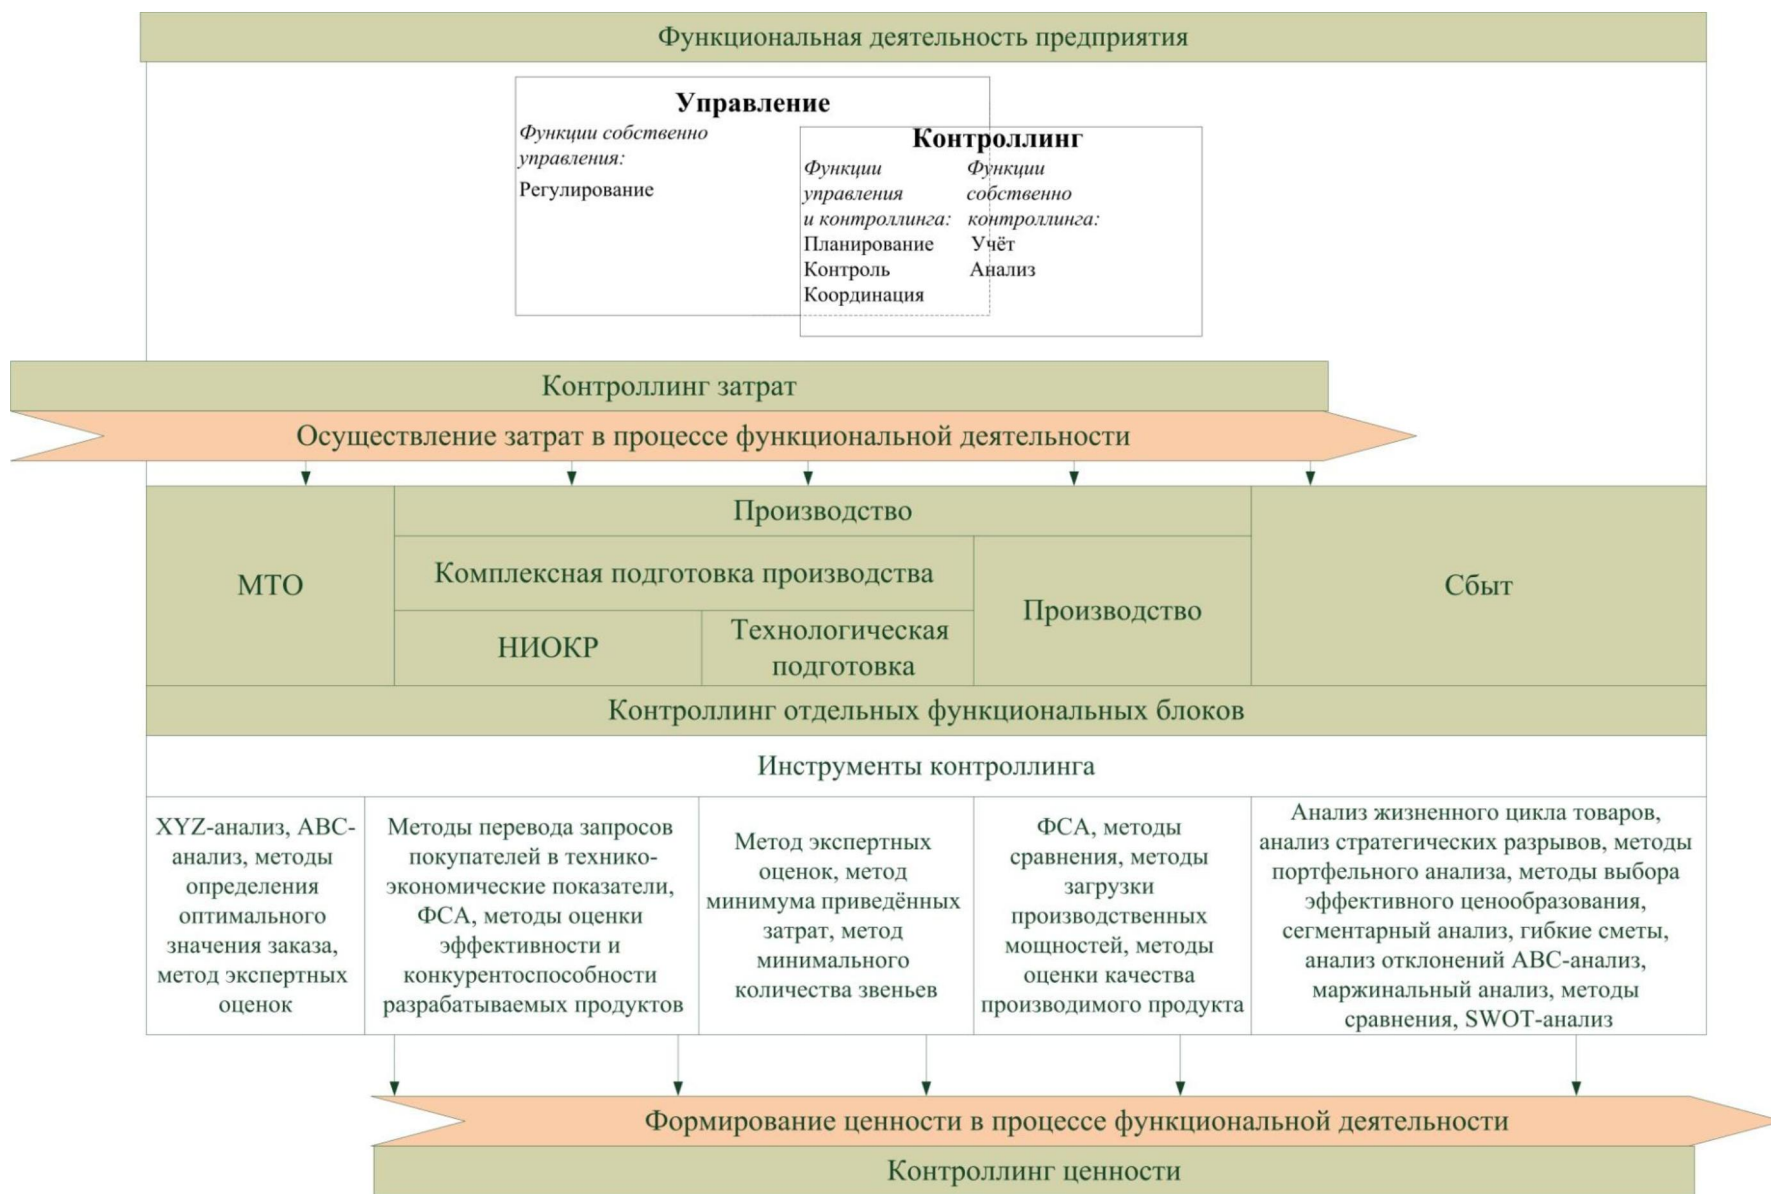 Функциональная деятельность предприятия
Управление
Функции собственно
управления:
Регулирование
Контроллинг
Функции
управления
и контроллинга:
Планирование
Контроль
Координация
Функции
собственно
контроллинга:
Учёт
Анализ
Контроллинг затрат
Осуществление затрат в процессе функциональной деятельности
МТО
Производство
Комплексная подготовка производства
НИОКР
Технологическая
подготовка
Производство
Сбыт
Контроллинг отдельных функциональных блоков
Инструменты контроллинга
XYZ-анализ, АВС-
анализ, методы
определения
оптимального
значения заказа,
метод экспертных
оценок
Методы перевода запросов
покупателей в технико-
экономические показатели,
ФСА, методы оценки
эффективности и
конкурентоспособности
разрабатываемых продуктов
Метод экспертных
оценок, метод
минимума приведённых
затрат, метод
минимального
количества звеньев
ФСА, методы
сравнения, методы
загрузки
производственных
мощностей, методы
оценки качества
производимого продукта
Анализ жизненного цикла товаров,
анализ стратегических разрывов, методы
портфельного анализа, методы выбора
эффективного ценообразования,
сегментарный анализ, гибкие сметы,
анализ отклонений АВС-анализ,
маржинальный анализ, методы
сравнения, SWOT-анализ
Формирование ценности в процессе функциональной деятельности
Контроллинг ценности